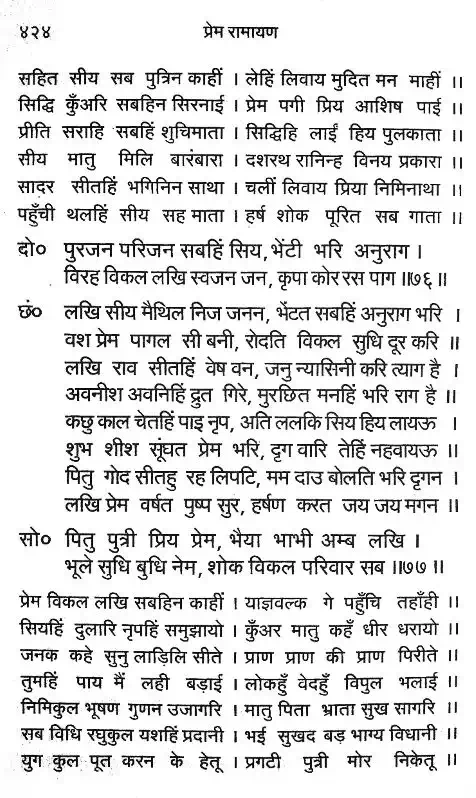 ४२४ प्रेम रामायण
सहित सीय सब पुत्रिन काहीं । लेहिं लिवाय मुदित मन माहीं ॥
सिद्धि कुँअरि सबहिन सिरनाई । प्रेम पगी प्रिय आशिष पाई ॥
प्रीति सराहि सबहिं शुचिमाता । सिद्धिहि लाई हिय पुलकाता ॥
सीय मातु मिलि बारंबारा । दशरथ रानिन्ह विनय प्रकारा ॥
सादर सीतहिं भगिनिन साथा । चलीं लिवाय प्रिया निमिनाथा ॥
पहुँची थलहिं सीय सह माता । हर्ष शोक पूरित सब गाता ॥
दो० पुरजन परिजन सबहिं सिय, भेंटी भरि अनुराग ।
विरह विकल लखि स्वजन जन, कृपा कोर रस पाग ॥७६॥
छं० लखि सीय मैथिल निज जनन, भेंटत सबहिं अनुराग भरि ।
वश प्रेम पागल सी बनी, रोदति विकल सुधि दूर करि ॥
लखि राव सीतहिं वेष वन, जनु न्यासिनी करि त्याग है ।
अवनीश अवनिहिं द्रुत गिरे, मुरछित मनहिं भरि राग है ॥
कछु काल चेतहिं पाइ नृप, अति ललकि सिय हिय लायऊ ।
शुभ शीश सूंघत प्रेम भरि, दृग वारि तेहिं नहवायऊ ॥
पितु गोद सीतहु रह लिपटि, मम दाउ बोलति भरि दृगन ।
लखि प्रेम वर्षत पुष्प सुर, हर्षण करत जय जय मगन ॥
सो० पितु पुत्री प्रिय प्रेम, भैया भाभी अम्ब लखि ।
भूले सुधि बुधि नेम, शोक विकल परिवार सब ॥७७॥
प्रेम विकल लखि सबहिन काहीं । याज्ञवल्क गे पहुँचि तहाँही ॥
सियहिं दुलारि नृपहिं समुझायो । कुँअर मातु कहँ धीर धरायो ॥
जनक कहे सुनु लाड़िलि सीते । प्राण प्राण की प्राण पिरीते ॥
तुमहिं पाय मैं लही बड़ाई । लोकहुँ वेदहुँ विपुल भलाई ॥
निमिकुल भूषण गुणन उजागरि । मातु पिता भ्राता सुख सागरि ॥
सब विधि रघुकुल यशहिं प्रदानी । भई सुखद बड़ भाग्य विधानी ॥
युग कुल पूत करन के हेतू । प्रगटी पुत्री मोर निकेतू ॥